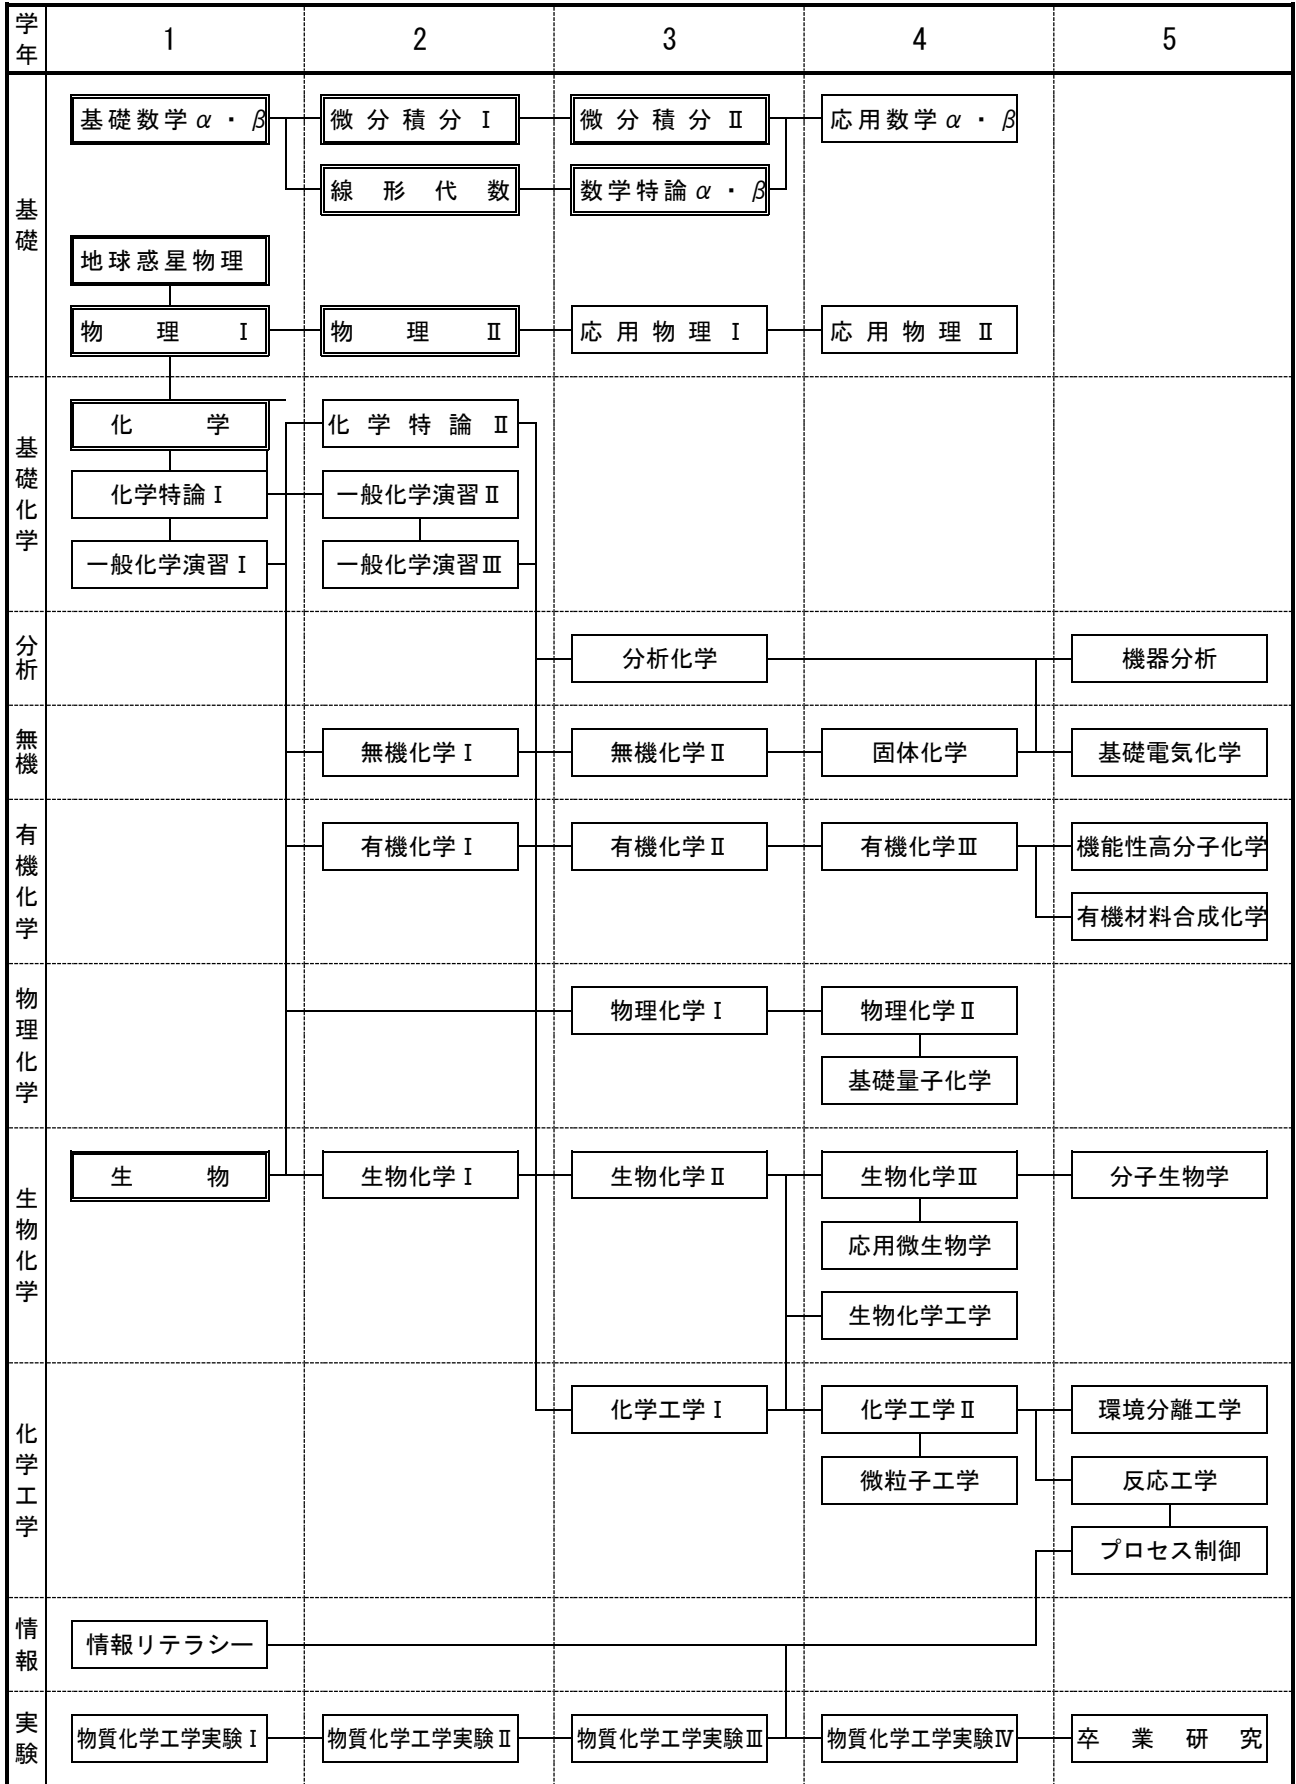 学年 1 2 3 4 5
基礎
基礎数学α・β 微分積分Ⅰ 微分積分Ⅱ 応用数学α・β
線形代数 数学特論α・β
地球惑星物理
物理Ⅰ 物理Ⅱ 応用物理Ⅰ 応用物理Ⅱ
基礎化学
化学 化学特論Ⅱ
化学特論Ⅰ 一般化学演習Ⅱ
一般化学演習Ⅰ 一般化学演習Ⅲ
分析
分析化学 機器分析
無機
無機化学Ⅰ 無機化学Ⅱ 固体化学 基礎電気化学
有機化学
有機化学Ⅰ 有機化学Ⅱ 有機化学Ⅲ 機能性高分子化学
有機材料合成化学
物理化学
物理化学Ⅰ 物理化学Ⅱ
基礎量子化学
生物化学
生物 生物化学Ⅰ 生物化学Ⅱ 生物化学Ⅲ 分子生物学
応用微生物学
生物化学工学
化学工学
化学工学Ⅰ 化学工学Ⅱ 環境分離工学
微粒子工学 反応工学
プロセス制御
情報
情報リテラシー
実験
物質化学工学実験Ⅰ 物質化学工学実験Ⅱ 物質化学工学実験Ⅲ 物質化学工学実験Ⅳ 卒業研究